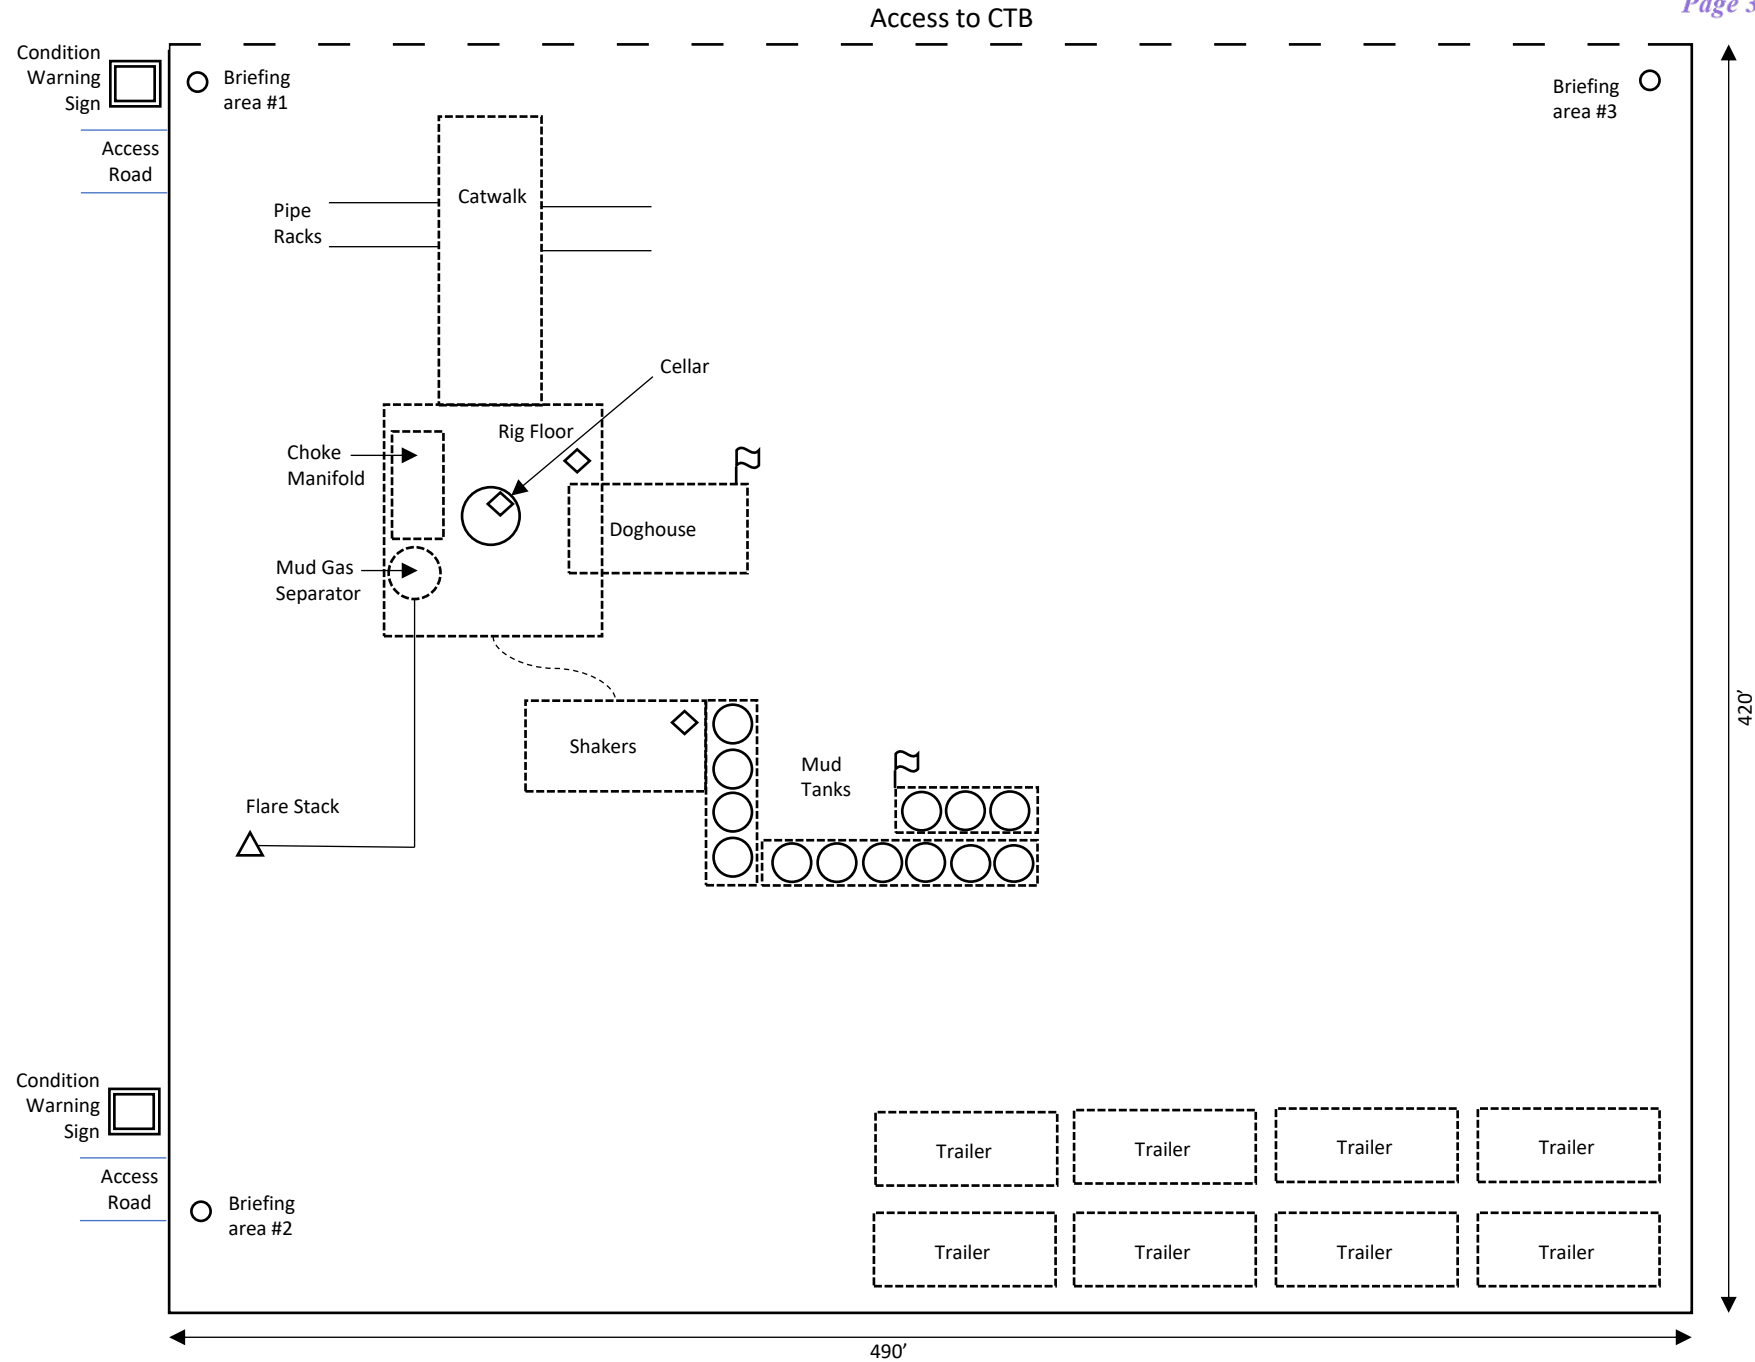 Page 3
Access to CTB
Condition
Warning
Sign
Briefing
area #1
Briefing
area #3
Access
Road
Catwalk
Pipe
Racks
Cellar
Rig Floor
Choke
Manifold
Doghouse
Mud Gas
Separator
420'
Shakers
Mud
Tanks
Flare Stack
Condition
Warning
Sign
Access
Road
Briefing
area #2
Trailer
Trailer
Trailer
Trailer
Trailer
Trailer
Trailer
Trailer
490'